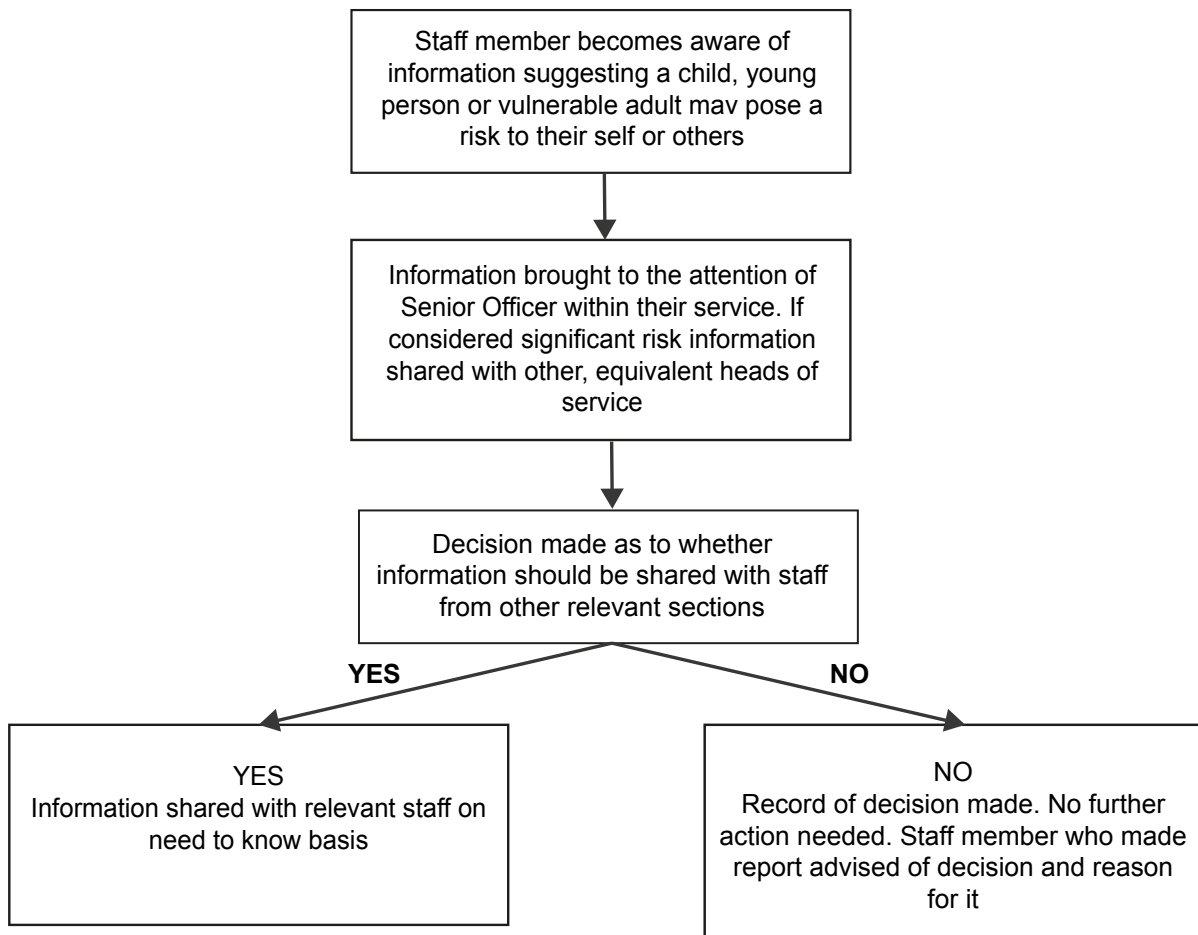 Staff member becomes aware of
information suggesting a child, young
person or vulnerable adult mav pose a
risk to their self or others
Information brought to the attention of
Senior Officer within their service. If
considered significant risk information
shared with other, equivalent heads of
service
Decision made as to whether
information should be shared with staff
from other relevant sections
YES
NO
YES
Information shared with relevant staff on
need to know basis
NO
Record of decision made. No further
action needed. Staff member who made
report advised of decision and reason
for it